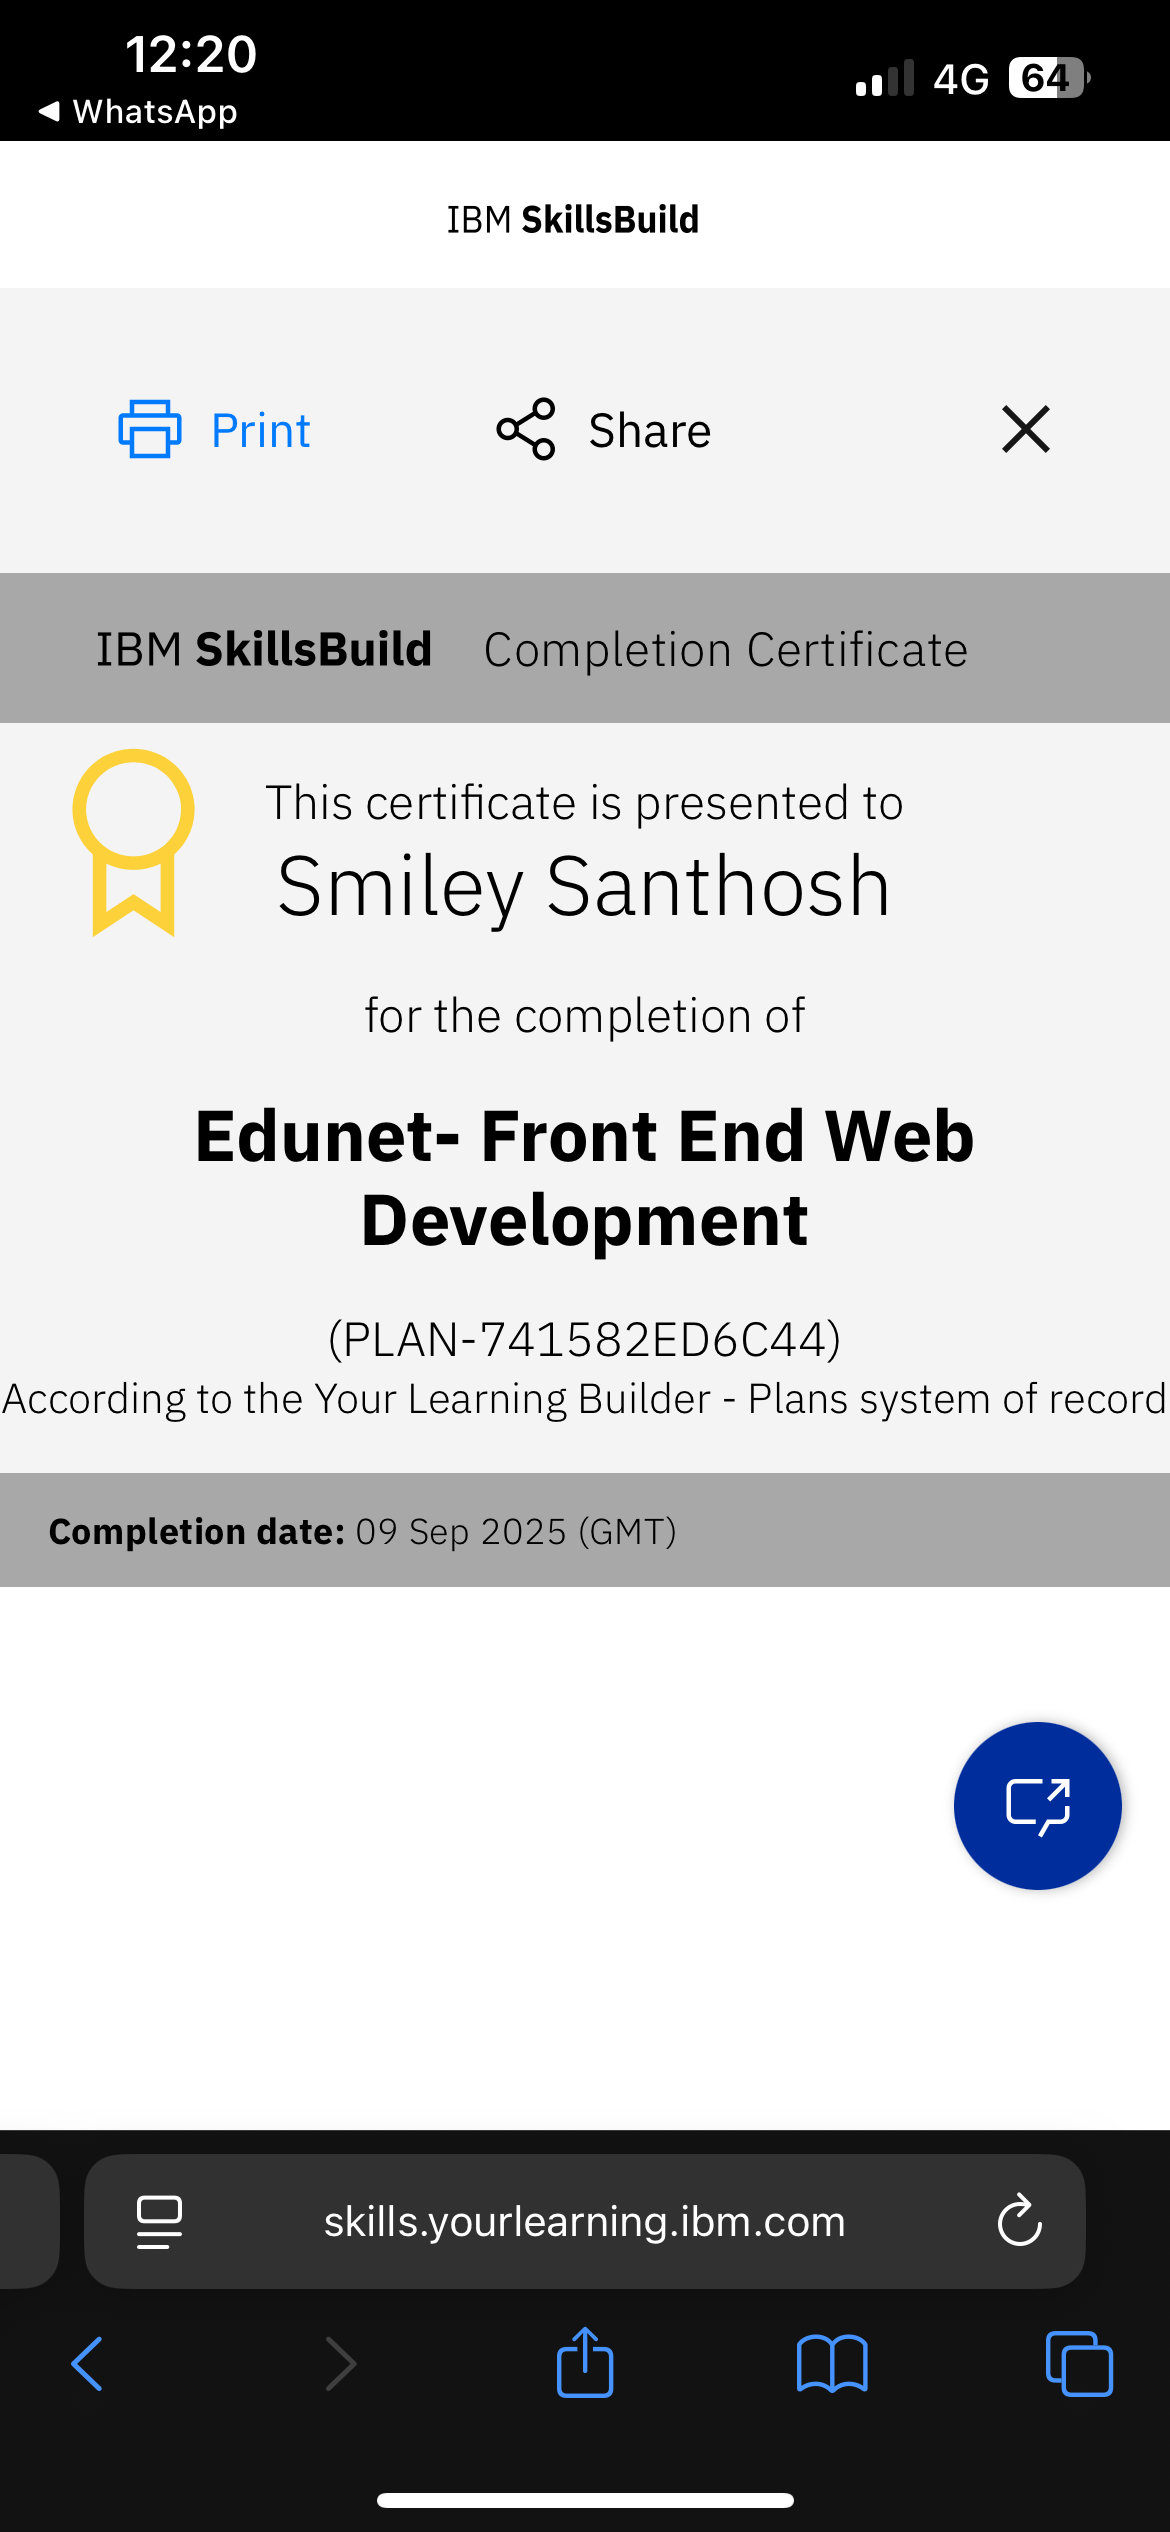 12:20
4G 64
◀ WhatsApp
IBM SkillsBuild
Print Share
IBM SkillsBuild Completion Certificate
This certificate is presented to
Smiley Santhosh
for the completion of
Edunet- Front End Web
Development
(PLAN-741582ED6C44)
According to the Your Learning Builder - Plans system of record
Completion date: 09 Sep 2025 (GMT)
skills.yourlearning.ibm.com